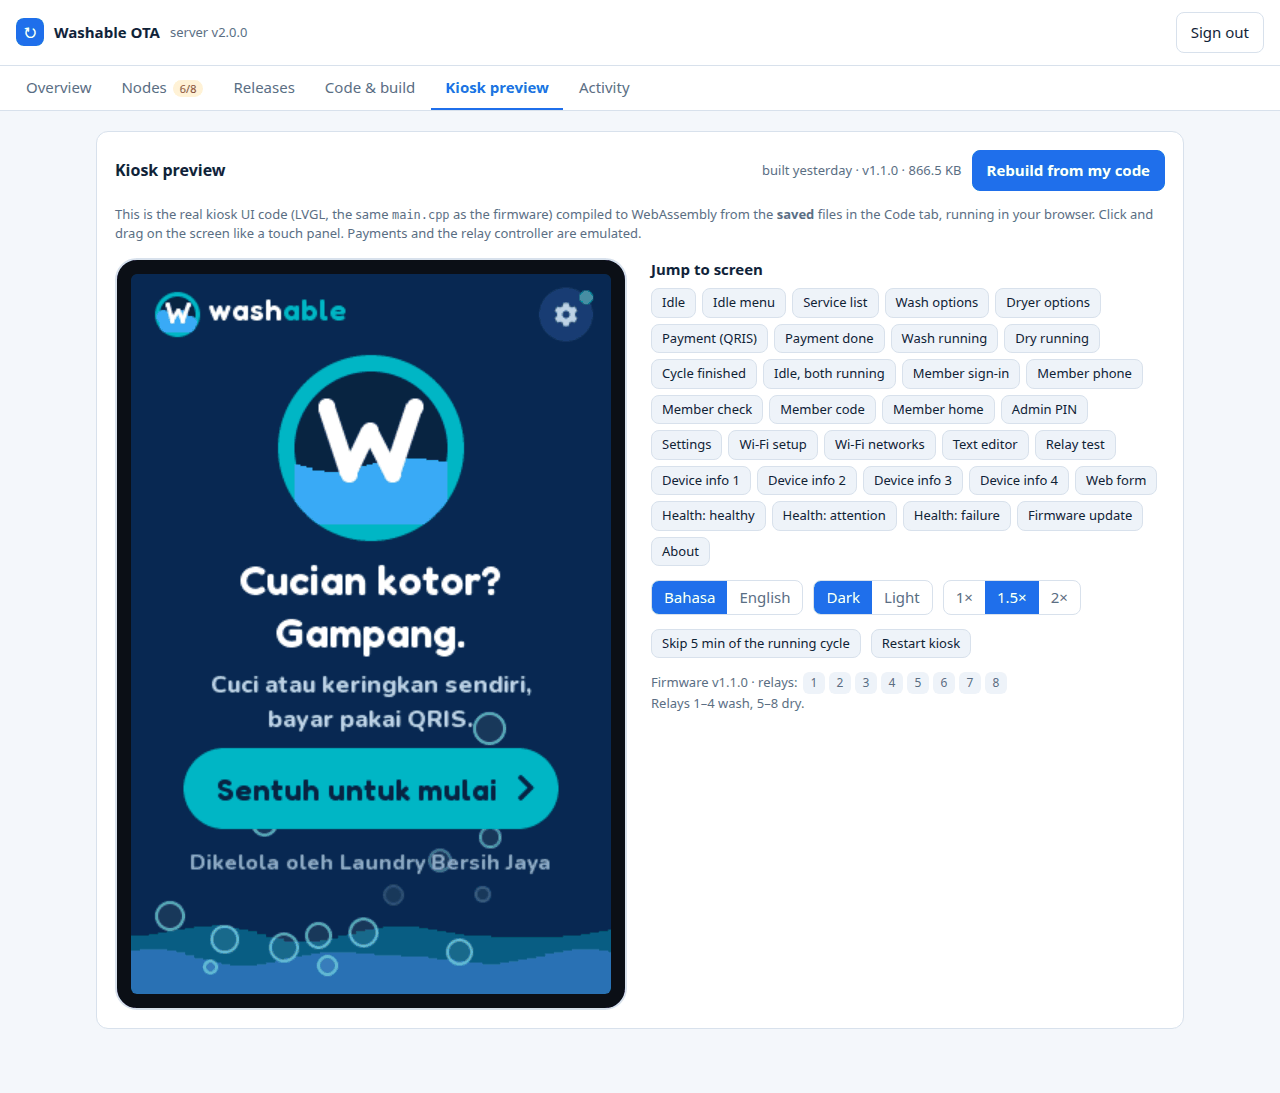 ↻ Washable OTA server v2.0.0 Sign out
Overview Nodes 6/8 Releases Code & build Kiosk preview Activity
Kiosk preview built yesterday · v1.1.0 · 866.5 KB Rebuild from my code
This is the real kiosk UI code (LVGL, the same main.cpp as the firmware) compiled to WebAssembly from the saved files in the Code tab, running in your browser. Click and
drag on the screen like a touch panel. Payments and the relay controller are emulated.
W washable
W
Cucian kotor?
Gampang.
Cuci atau keringkan sendiri,
bayar pakai QRIS.
Sentuh untuk mulai
Dikelola oleh Laundry Bersih Jaya
Jump to screen
Idle Idle menu Service list Wash options Dryer options
Payment (QRIS) Payment done Wash running Dry running
Cycle finished Idle, both running Member sign-in Member phone
Member check Member code Member home Admin PIN
Settings Wi-Fi setup Wi-Fi networks Text editor Relay test
Device info 1 Device info 2 Device info 3 Device info 4 Web form
Health: healthy Health: attention Health: failure Firmware update
About
Bahasa English Dark Light 1× 1.5× 2×
Skip 5 min of the running cycle Restart kiosk
Firmware v1.1.0 · relays: 1 2 3 4 5 6 7 8
Relays 1–4 wash, 5–8 dry.